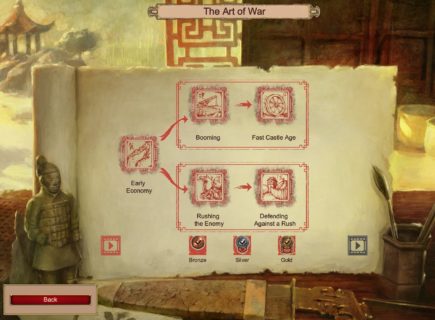 The Art of War
Booming
Fast Castle Age
Early
Economy
Rushing
the Enemy
Defending
Against a Rush
Bronze
Silver
Gold
Back